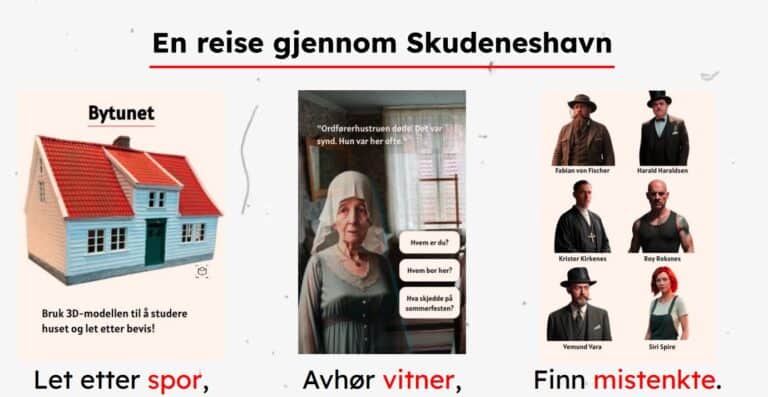 En reise gjennom Skudeneshavn
Bytunet
Bruk 3D-modellen til å studere
huset og let etter bevis!
Let etter spor,
"Ordførerhustruen døde! Det var
synd. Hun var her ofte."
Hvem er du?
Hvem bor her?
Hva skjedde på
sommerfesten?
Avhør vitner,
Fabian von Fischer
Harald Haraldsen
Krister Kirkenes
Roy Roksnes
Vemund Vara
Siri Spire
Finn mistenkte.